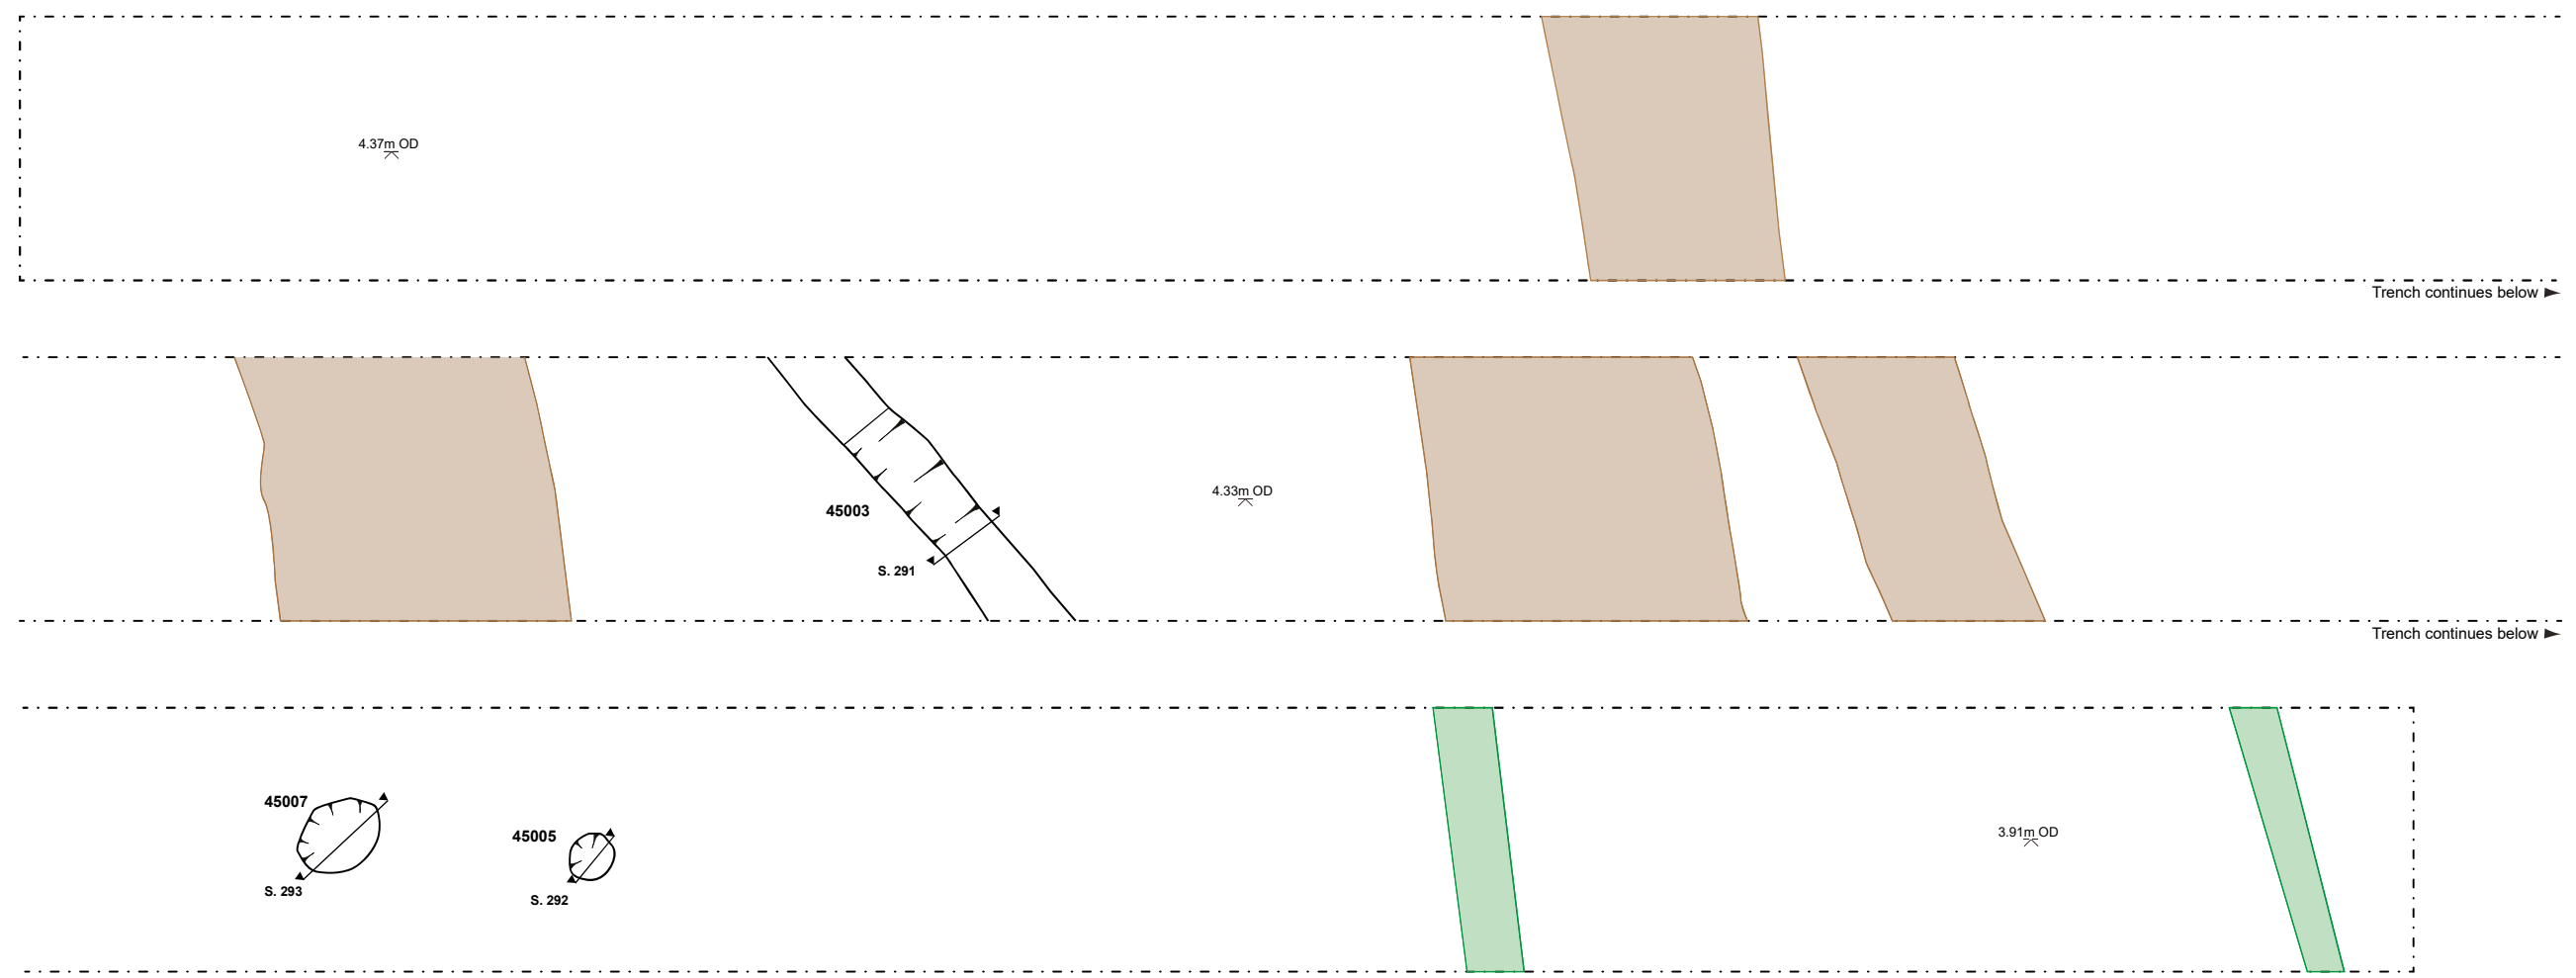 4.37m OD
Trench continues below
4.33m OD
45003
S. 291
Trench continues below
45007
45005
3.91m OD
S. 293
S. 292